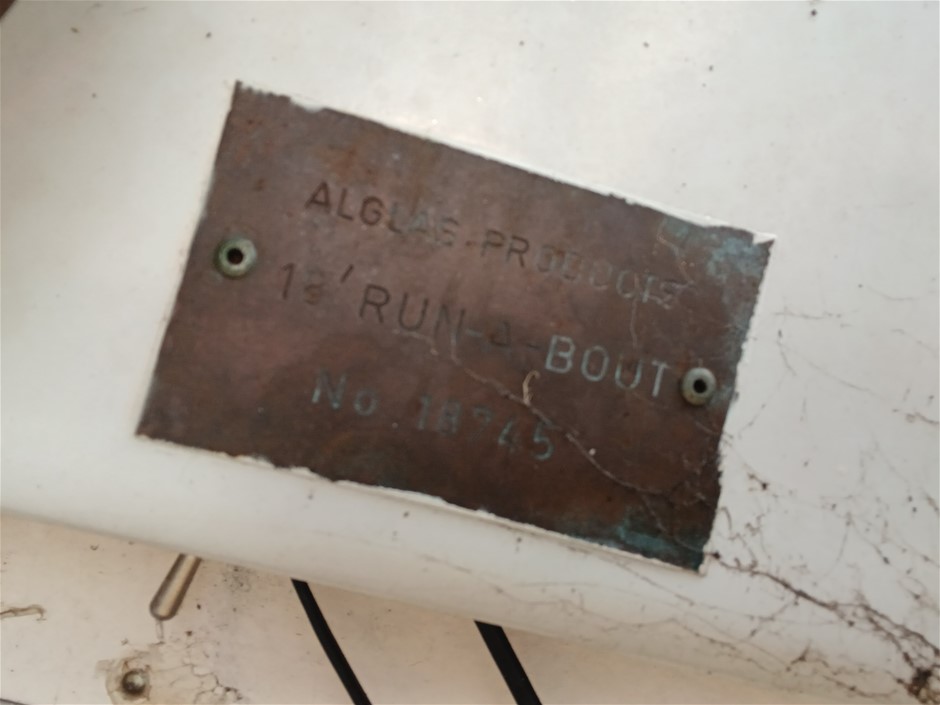 ALGLAS PRODUCTS
RUN-A-BOUT
No